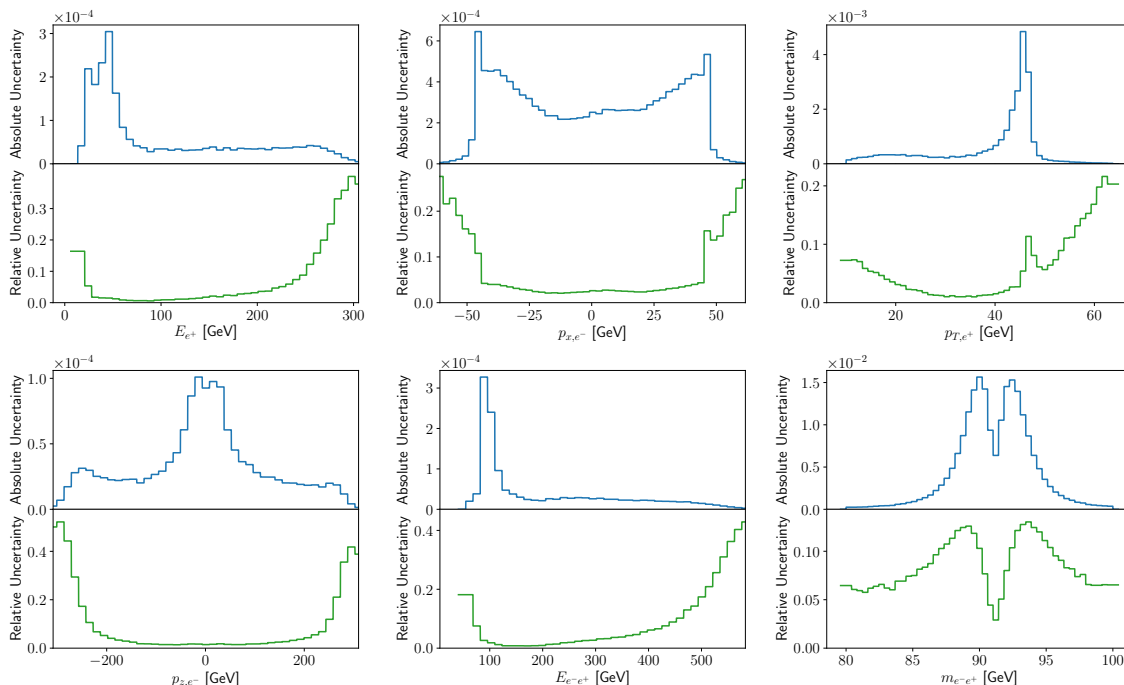 ×10⁻⁴ ×10⁻⁴ ×10⁻³
Absolute Uncertainty Absolute Uncertainty Absolute Uncertainty
3 2 1 0
6 4 2 0
4 2 0
Relative Uncertainty Relative Uncertainty Relative Uncertainty
0.3 0.2 0.1 0.0
0.2 0.1 0.0
0.2 0.1 0.0
0 100 200 300
−50 −25 0 25 50
20 40 60
E_{e⁺} [GeV] p_{x,e⁻} [GeV] p_{T,e⁺} [GeV]
×10⁻⁴ ×10⁻⁴ ×10⁻²
Absolute Uncertainty Absolute Uncertainty Absolute Uncertainty
1.0 0.5 0.0
3 2 1 0
1.5 1.0 0.5 0.0
Relative Uncertainty Relative Uncertainty Relative Uncertainty
0.4 0.2 0.0
0.4 0.2 0.0
0.10 0.05 0.00
−200 0 200
100 200 300 400 500
80 85 90 95 100
p_{z,e⁻} [GeV] E_{e⁻e⁺} [GeV] m_{e⁻e⁺} [GeV]